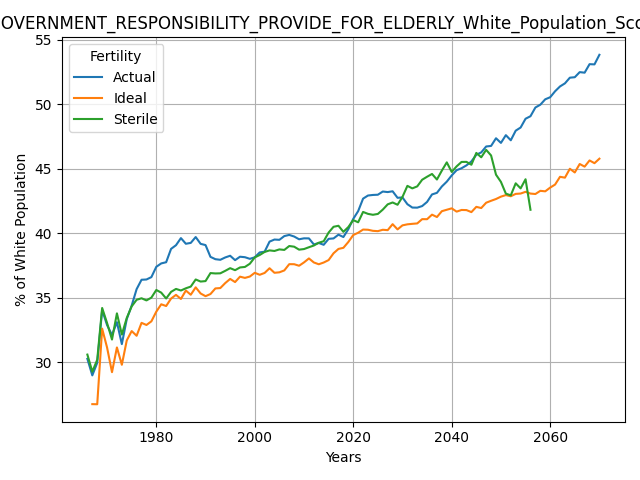 OVERNMENT_RESPONSIBILITY_PROVIDE_FOR_ELDERLY_White_Population_Sco
Fertility
Actual
Ideal
Sterile
% of White Population
55
50
45
40
35
30
1980
2000
2020
2040
2060
Years